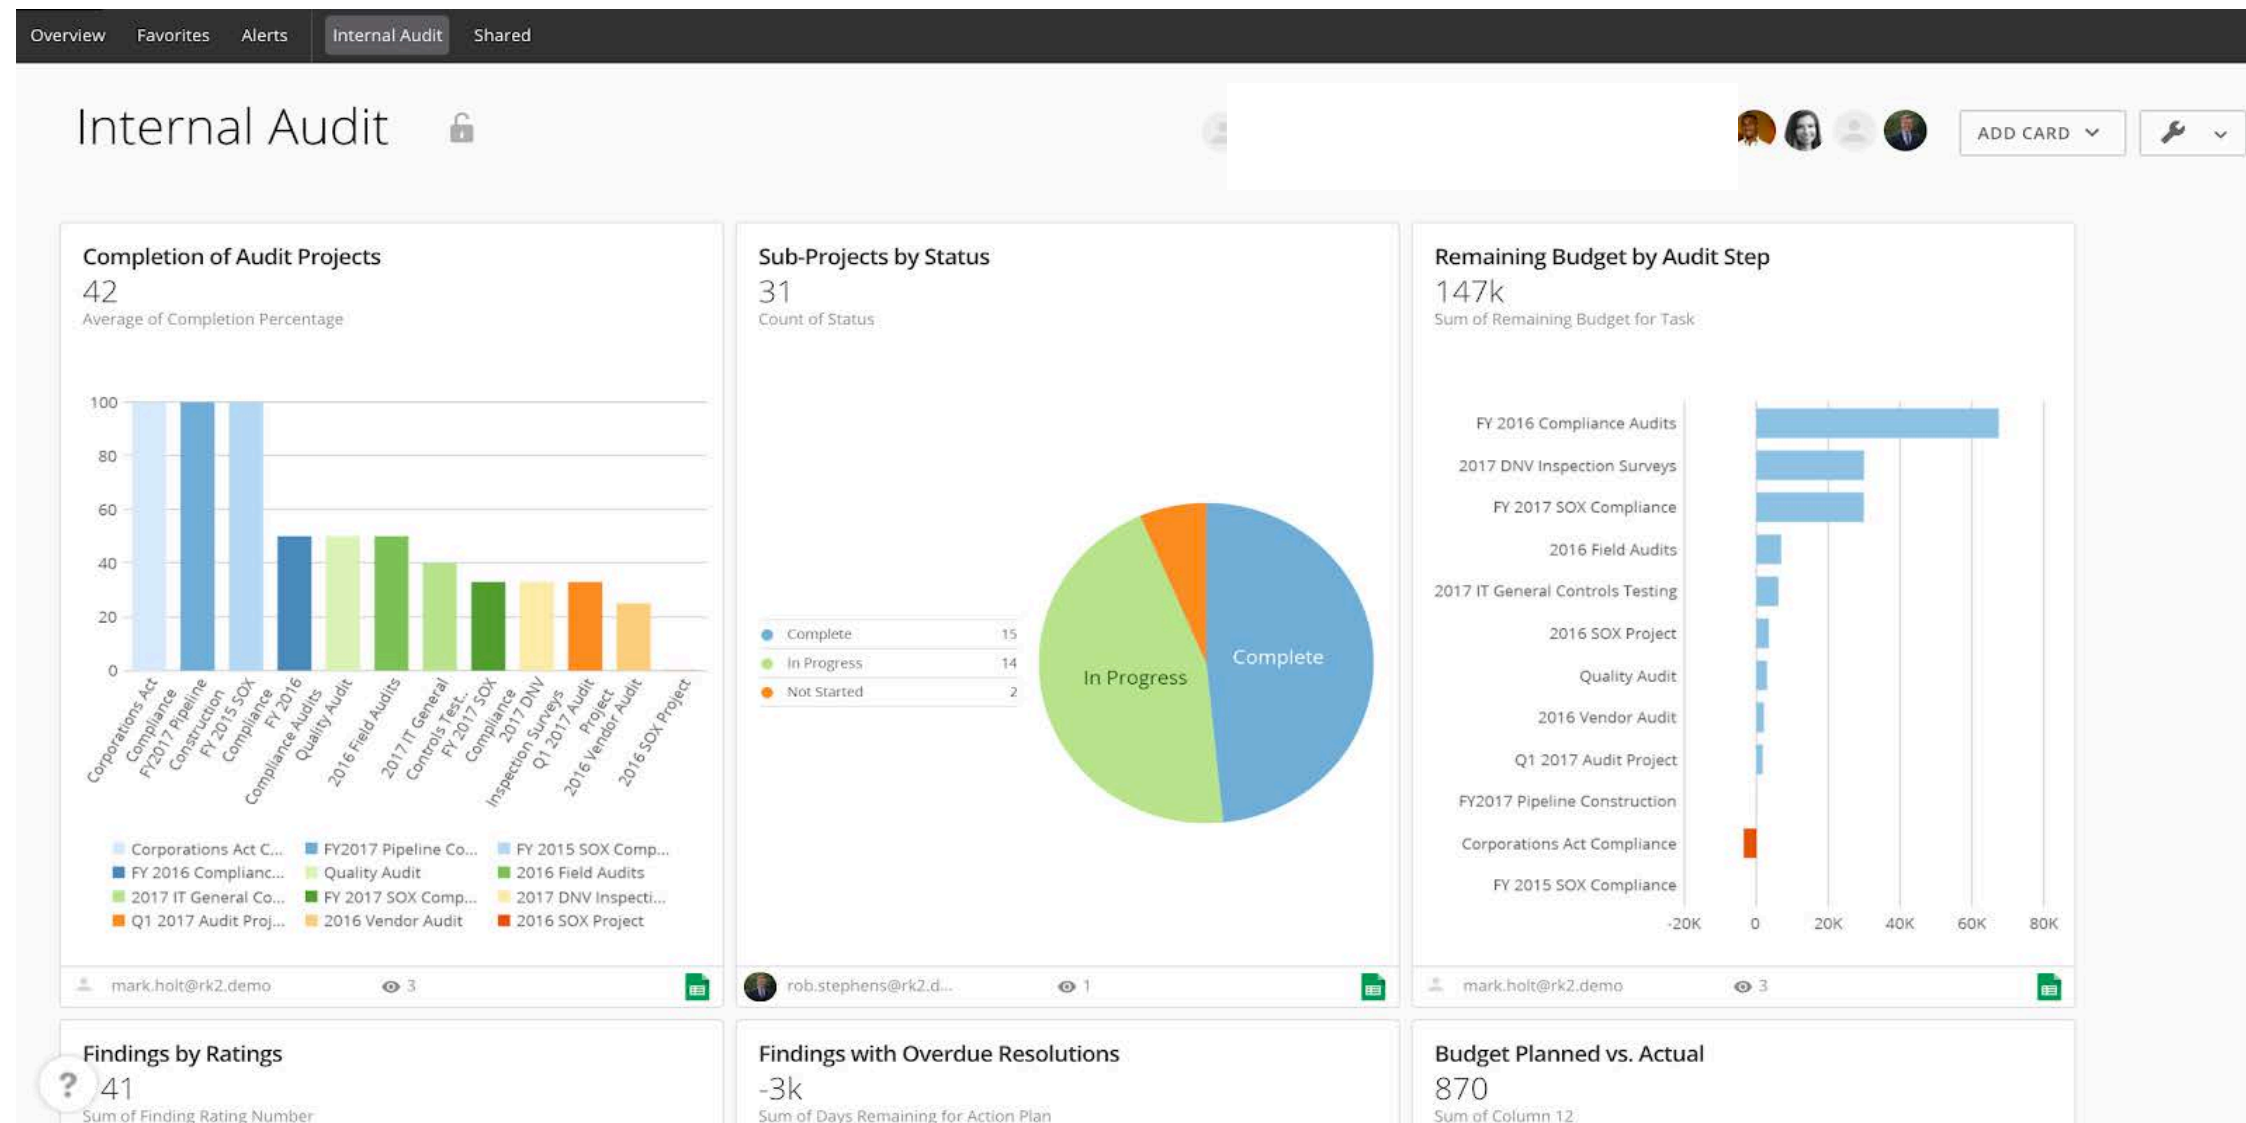 Overview Favorites Alerts Internal Audit Shared
Internal Audit
ADD CARD
Completion of Audit Projects
42
Average of Completion Percentage
100
80
60
40
20
0
Corporations Act
Compliance
FY2017 Pipeline
Construction
FY 2015 SOX
Compliance
FY 2016
Compliance Audits
Quality Audit
2016 Field Audits
2017 IT General
Controls Test..
FY 2017 SOX
Compliance
2017 DNV
Inspection Surveys
Q1 2017 Audit
Project
2016 Vendor Audit
2016 SOX Project
Corporations Act C... FY2017 Pipeline Co... FY 2015 SOX Comp...
FY 2016 Complianc... Quality Audit 2016 Field Audits
2017 IT General Co... FY 2017 SOX Comp... 2017 DNV Inspecti...
Q1 2017 Audit Proj... 2016 Vendor Audit 2016 SOX Project
mark.holt@rk2.demo 3
Sub-Projects by Status
31
Count of Status
Complete 15
In Progress 14
Not Started 2
In Progress
Complete
rob.stephens@rk2.d... 1
Remaining Budget by Audit Step
147k
Sum of Remaining Budget for Task
FY 2016 Compliance Audits
2017 DNV Inspection Surveys
FY 2017 SOX Compliance
2016 Field Audits
2017 IT General Controls Testing
2016 SOX Project
Quality Audit
2016 Vendor Audit
Q1 2017 Audit Project
FY2017 Pipeline Construction
Corporations Act Compliance
FY 2015 SOX Compliance
-20K 0 20K 40K 60K 80K
mark.holt@rk2.demo 3
Findings by Ratings
41
Sum of Finding Rating Number
?
Findings with Overdue Resolutions
-3k
Sum of Days Remaining for Action Plan
Budget Planned vs. Actual
870
Sum of Column 12